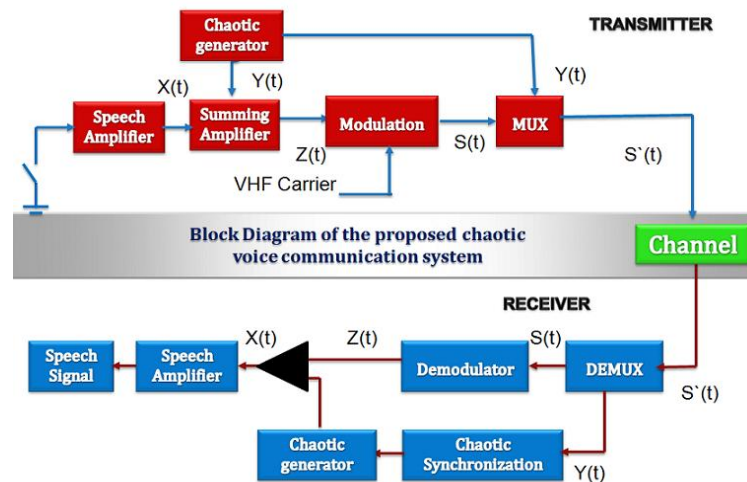 Chaotic
generator
TRANSMITTER
X(t)
Y(t)
Y(t)
Speech
Amplifier
Summing
Amplifier
Modulation
MUX
Z(t)
S(t)
S`(t)
VHF Carrier
Block Diagram of the proposed chaotic
voice communication system
Channel
RECEIVER
X(t)
Z(t)
S(t)
Speech
Signal
Speech
Amplifier
Demodulator
DEMUX
S`(t)
Chaotic
generator
Chaotic
Synchronization
Y(t)